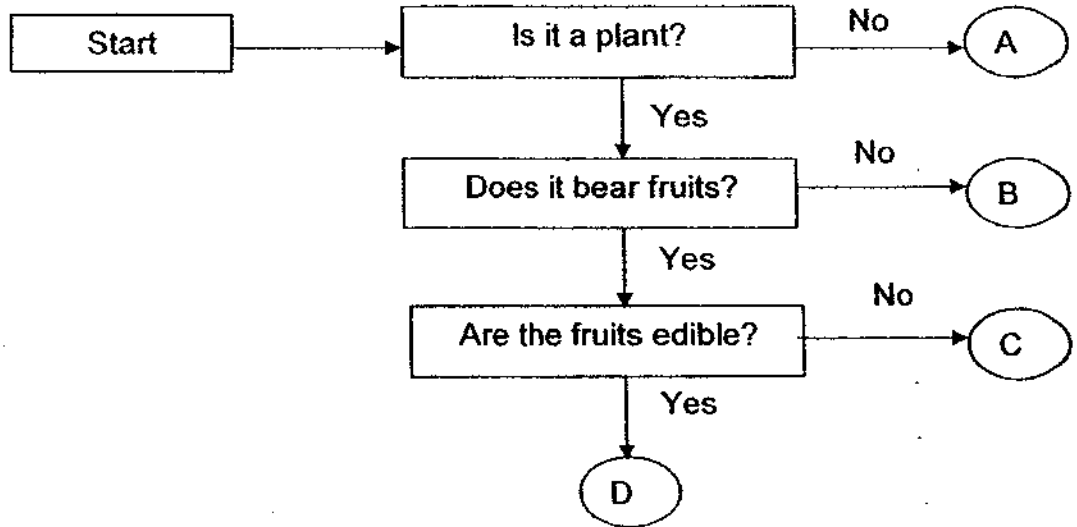 Start
Is it a plant?
No
A
Yes
Does it bear fruits?
No
B
Yes
Are the fruits edible?
No
C
Yes
D